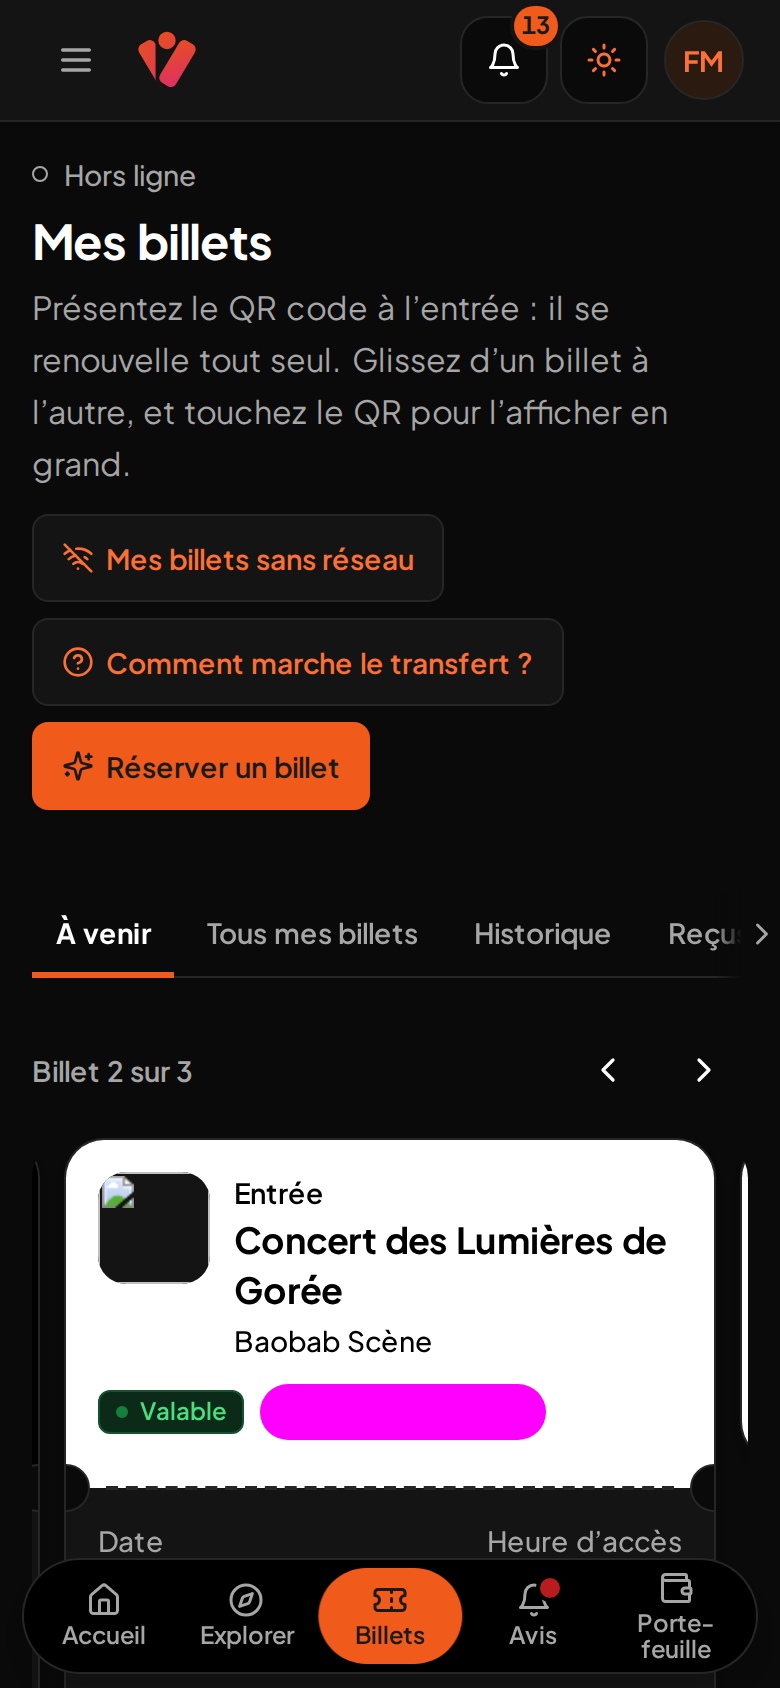 13
FM
Hors ligne
Mes billets
Présentez le QR code à l’entrée : il se
renouvelle tout seul. Glissez d’un billet à
l’autre, et touchez le QR pour l’afficher en
grand.
Mes billets sans réseau
Comment marche le transfert ?
Réserver un billet
À venir
Tous mes billets
Historique
Reçus
Billet 2 sur 3
Entrée
Concert des Lumières de
Gorée
Baobab Scène
Valable
Date
Heure d’accès
Accueil
Explorer
Billets
Avis
Porte-
feuille